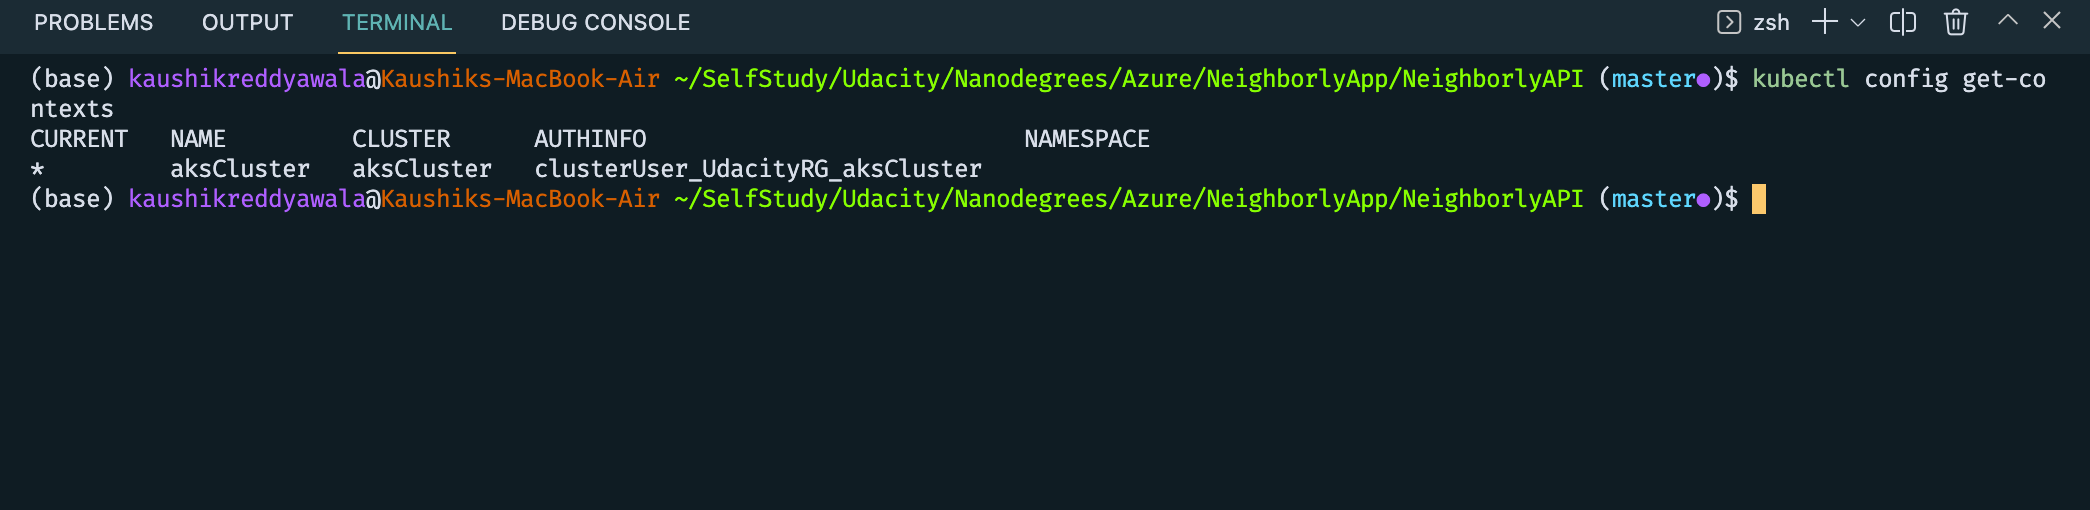 PROBLEMS OUTPUT TERMINAL DEBUG CONSOLE zsh
(base) kaushikreddyawala@Kaushiks-MacBook-Air ~/SelfStudy/Udacity/Nanodegrees/Azure/NeighborlyApp/NeighborlyAPI (master●)$ kubectl config get-co
ntexts
CURRENT NAME CLUSTER AUTHINFO NAMESPACE
* aksCluster aksCluster clusterUser_UdacityRG_aksCluster
(base) kaushikreddyawala@Kaushiks-MacBook-Air ~/SelfStudy/Udacity/Nanodegrees/Azure/NeighborlyApp/NeighborlyAPI (master●)$